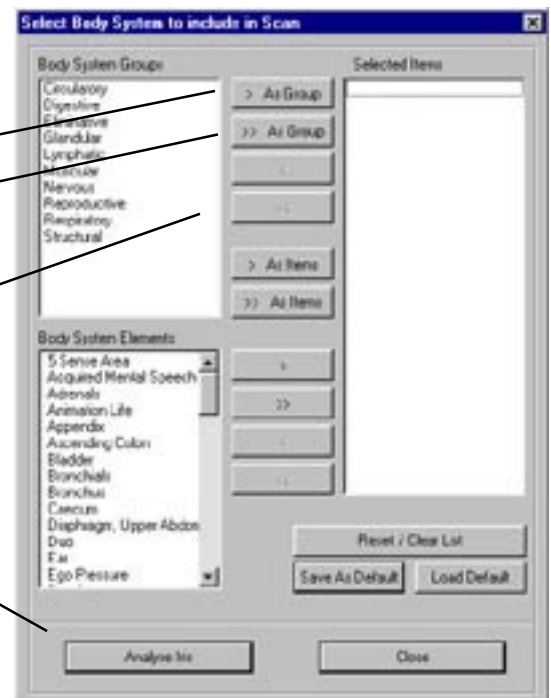 Select Body System to include in Scan
Body System Groups
Selected Items
Circulatory
Digestive
Eliminative
Glandular
Lymphatic
Muscular
Nervous
Reproductive
Respiratory
Structural
> As Group
>> As Group
<
<<
> As Items
>> As Items
Body System Elements
5 Sense Area
Acquired Mental Speech
Adrenals
Animation Life
Appendix
Ascending Colon
Bladder
Bronchials
Bronchus
Caecum
Diaphragm, Upper Abdon
Duo
Ear
Ego Pressure
>
>>
<
<<
Reset / Clear List
Save As Default
Load Default
Analyse Iris
Close